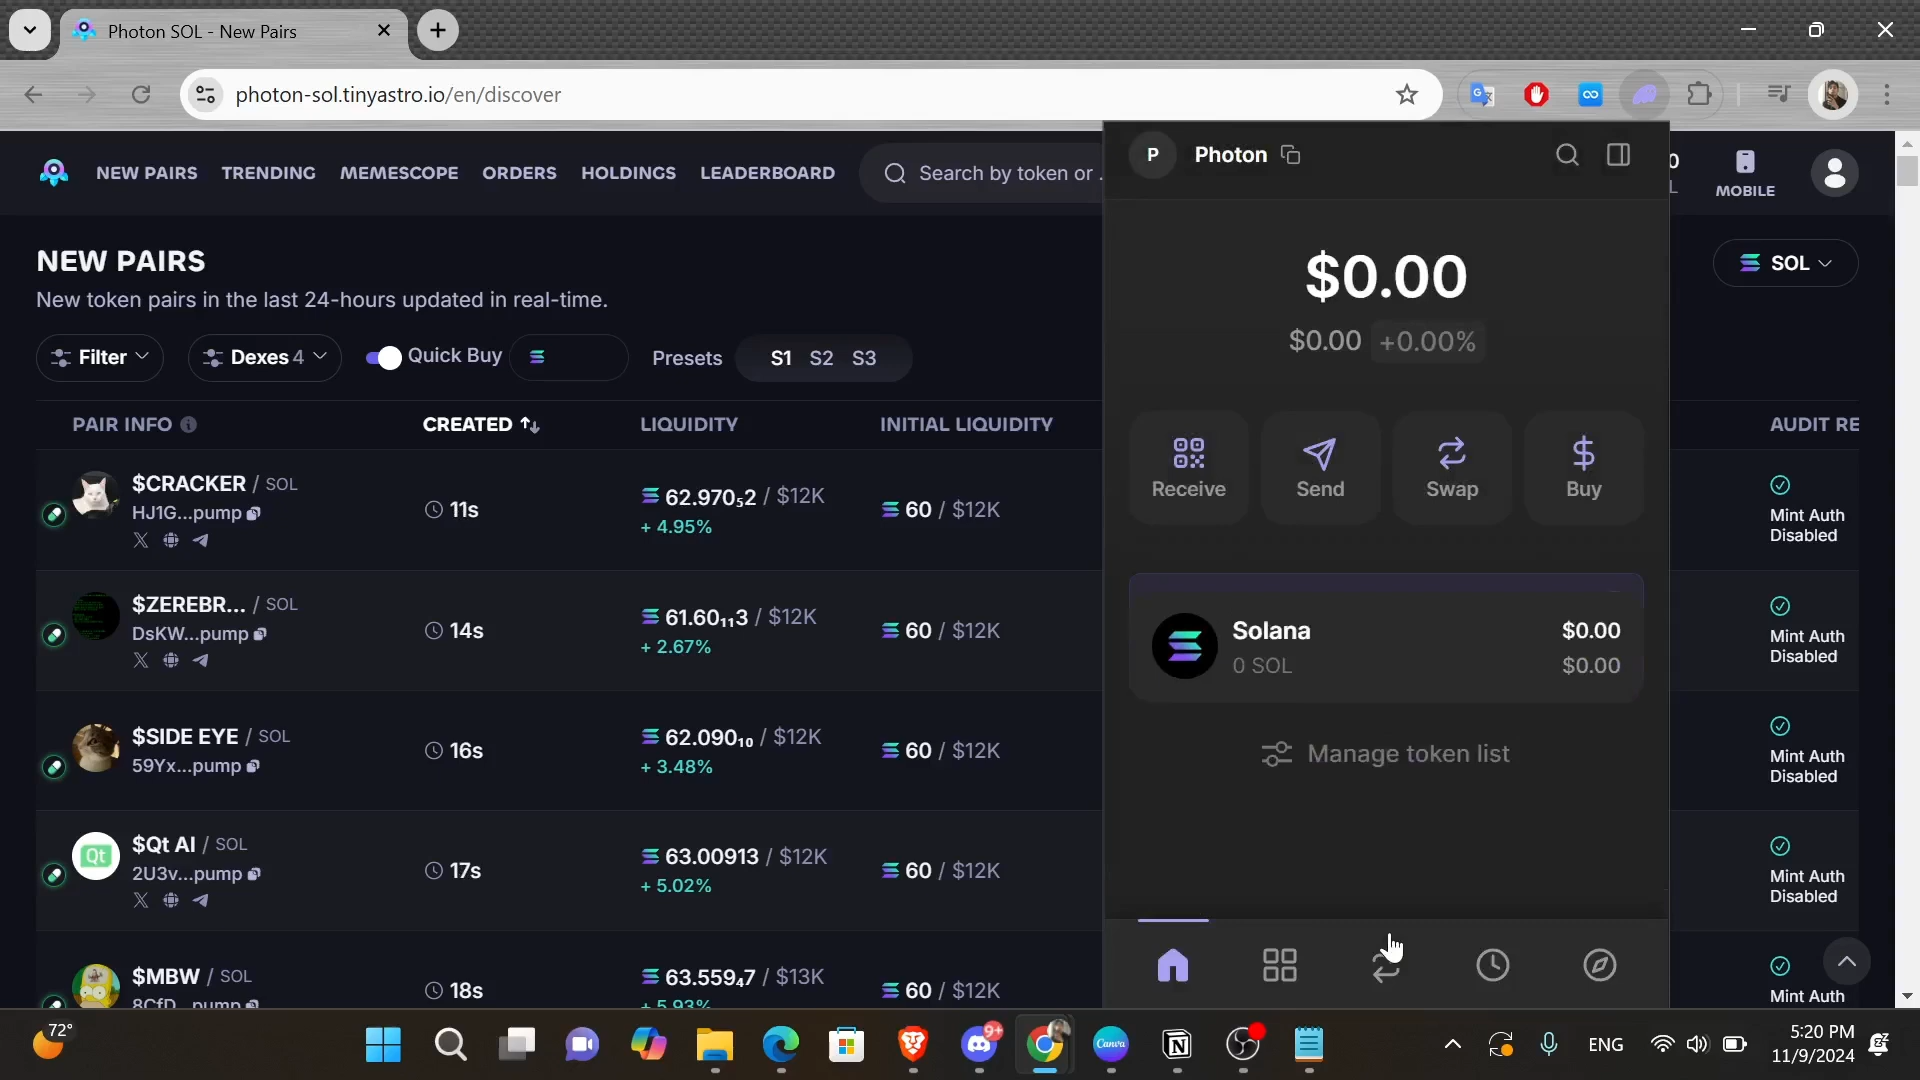 Photon SOL - New Pairs
photon-sol.tinyastro.io/en/discover
NEW PAIRS TRENDING MEMESCOPE ORDERS HOLDINGS LEADERBOARD
Search by token or .
MOBILE
NEW PAIRS
New token pairs in the last 24-hours updated in real-time.
SOL
Filter
Dexes 4
Quick Buy
Presets S1 S2 S3
PAIR INFO CREATED LIQUIDITY INITIAL LIQUIDITY AUDIT RE
$CRACKER / SOL
HJ1G...pump
11s
62.970₅2 / $12K
+ 4.95%
60 / $12K
Mint Auth
Disabled
$ZEREBR... / SOL
DsKW...pump
14s
61.60₁₁3 / $12K
+ 2.67%
60 / $12K
Mint Auth
Disabled
$SIDE EYE / SOL
59Yx...pump
16s
62.090₁₀ / $12K
+ 3.48%
60 / $12K
Mint Auth
Disabled
Qt
$Qt AI / SOL
2U3v...pump
17s
63.00913 / $12K
+ 5.02%
60 / $12K
Mint Auth
Disabled
$MBW / SOL
8CfD...pump
18s
63.559₄7 / $13K
+ 5.93%
60 / $12K
Mint Auth
P Photon
$0.00
$0.00 +0.00%
Receive Send Swap Buy
Solana $0.00
0 SOL $0.00
Manage token list
72°
9+
Canva
ENG
5:20 PM
11/9/2024